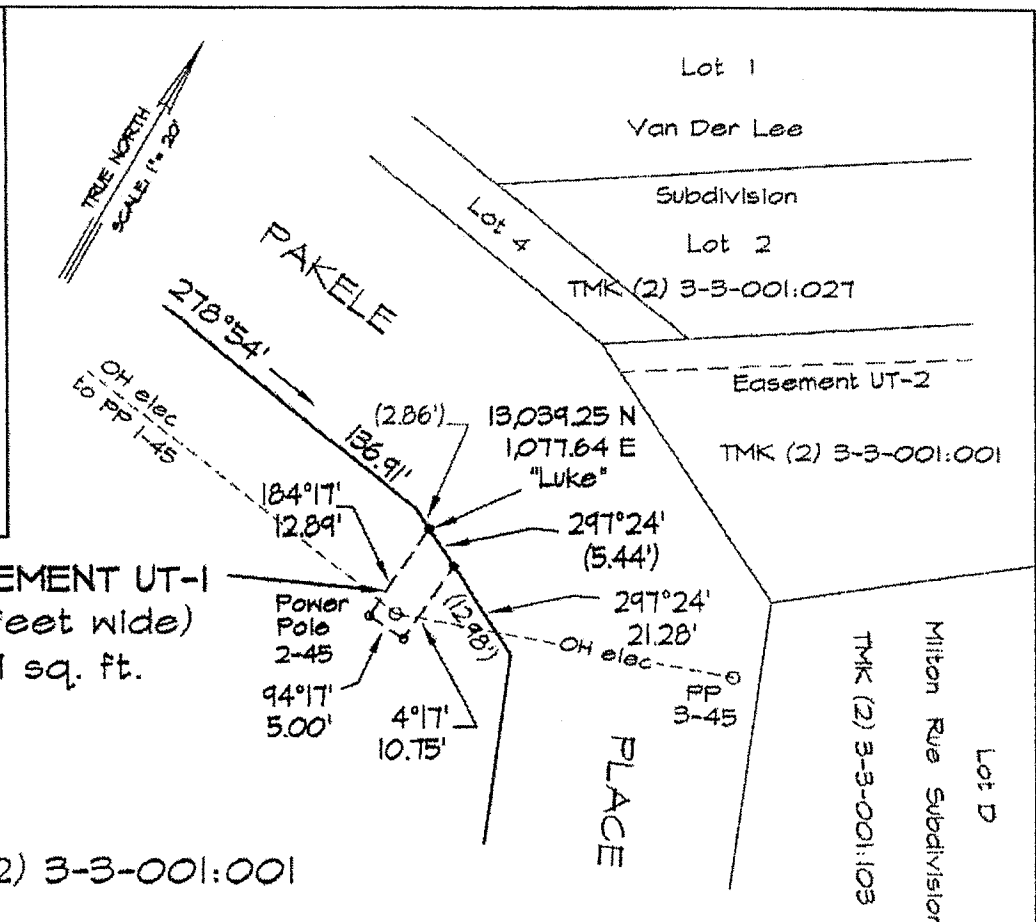 Lot 1
Van Der Lee
Subdivision
Lot 2
TMK (2) 3-3-001:027
TRUE NORTH
SCALE: 1"= 20'
Lot 4
PAKELE
278°54'
136.91'
OH elec
to PP 1-45
(2.86')
13,039.25 N
1,077.64 E
"Luke"
Easement UT-2
TMK (2) 3-3-001:001
184°17'
12.89'
297°24'
(5.44')
EMENT UT-1
feet wide)
sq. ft.
Power
Pole
2-45
(12.98')
297°24'
21.28'
OH elec
PP
3-45
94°17'
5.00'
4°17'
10.75'
PLACE
Lot D
Milton Rue Subdivision
TMK (2) 3-3-001:103
2) 3-3-001:001